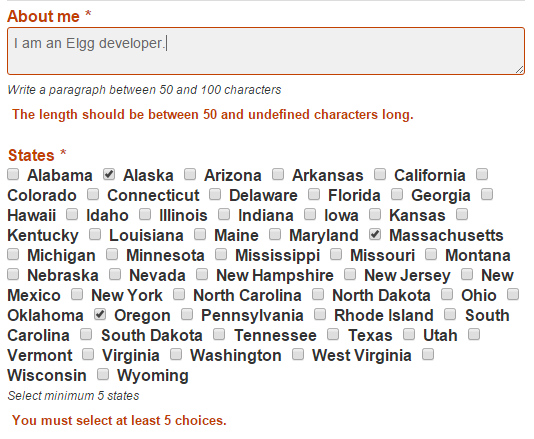 About me *
I am an Elgg developer.
Write a paragraph between 50 and 100 characters
The length should be between 50 and undefined characters long.
States *
Alabama Alaska Arizona Arkansas California
Colorado Connecticut Delaware Florida Georgia
Hawaii Idaho Illinois Indiana Iowa Kansas
Kentucky Louisiana Maine Maryland Massachusetts
Michigan Minnesota Mississippi Missouri Montana
Nebraska Nevada New Hampshire New Jersey New
Mexico New York North Carolina North Dakota Ohio
Oklahoma Oregon Pennsylvania Rhode Island South
Carolina South Dakota Tennessee Texas Utah
Vermont Virginia Washington West Virginia
Wisconsin Wyoming
Select minimum 5 states
You must select at least 5 choices.